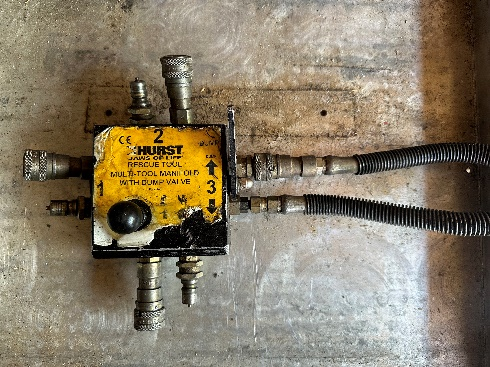 CE 2
HURST
JAWS OF LIFE
RESCUE TOOL
MULTI-TOOL MANIFOLD
WITH DUMP VALVE
1
3